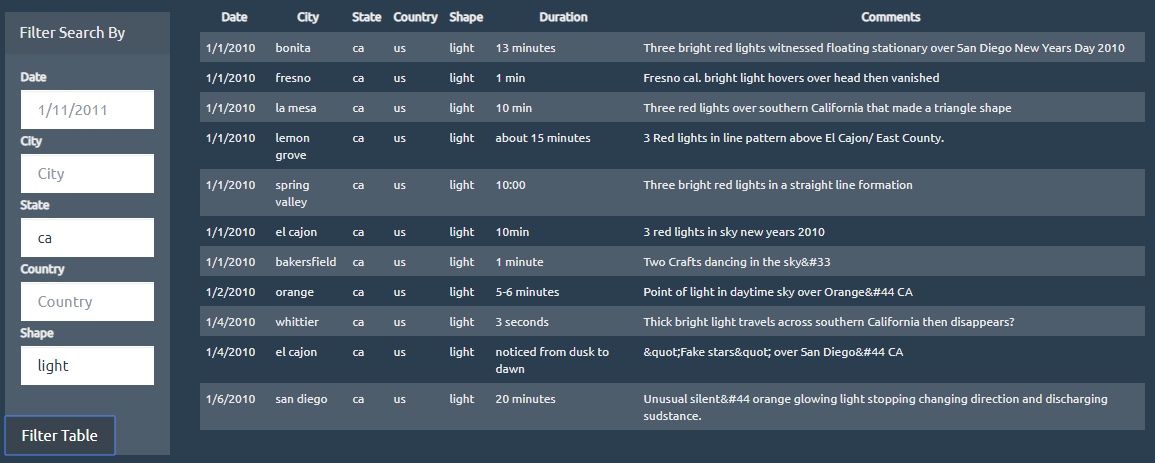 Filter Search By
Date
1/11/2011
City
City
State
ca
Country
Country
Shape
light
Filter Table
Date City State Country Shape Duration Comments
1/1/2010 bonita ca us light 13 minutes Three bright red lights witnessed floating stationary over San Diego New Years Day 2010
1/1/2010 fresno ca us light 1 min Fresno cal. bright light hovers over head then vanished
1/1/2010 la mesa ca us light 10 min Three red lights over southern California that made a triangle shape
1/1/2010 lemon ca us light about 15 minutes 3 Red lights in line pattern above El Cajon/ East County.
grove
1/1/2010 spring ca us light 10:00 Three bright red lights in a straight line formation
valley
1/1/2010 el cajon ca us light 10min 3 red lights in sky new years 2010
1/1/2010 bakersfield ca us light 1 minute Two Crafts dancing in the sky&#33
1/2/2010 orange ca us light 5-6 minutes Point of light in daytime sky over Orange&#44 CA
1/4/2010 whittier ca us light 3 seconds Thick bright light travels across southern California then disappears?
1/4/2010 el cajon ca us light noticed from dusk to &quot;Fake stars&quot; over San Diego&#44 CA
dawn
1/6/2010 san diego ca us light 20 minutes Unusual silent&#44 orange glowing light stopping changing direction and discharging
sudstance.